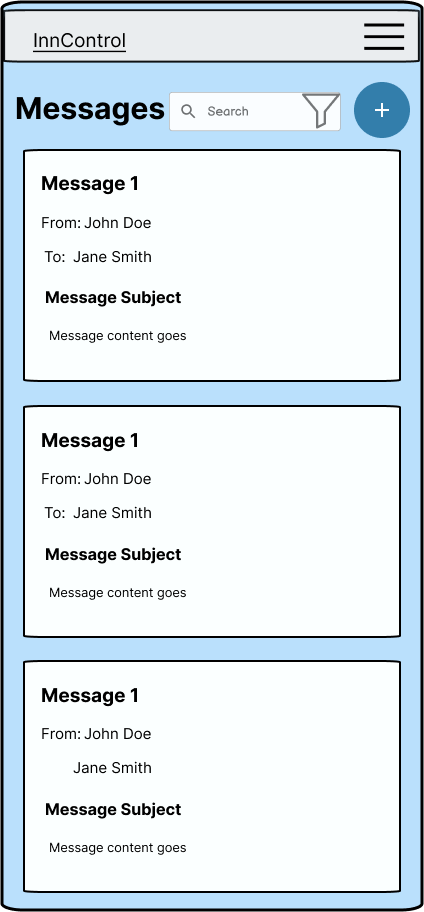 InnControl
Messages
Search
+
Message 1
From: John Doe
To: Jane Smith
Message Subject
Message content goes
Message 1
From: John Doe
To: Jane Smith
Message Subject
Message content goes
Message 1
From: John Doe
Jane Smith
Message Subject
Message content goes